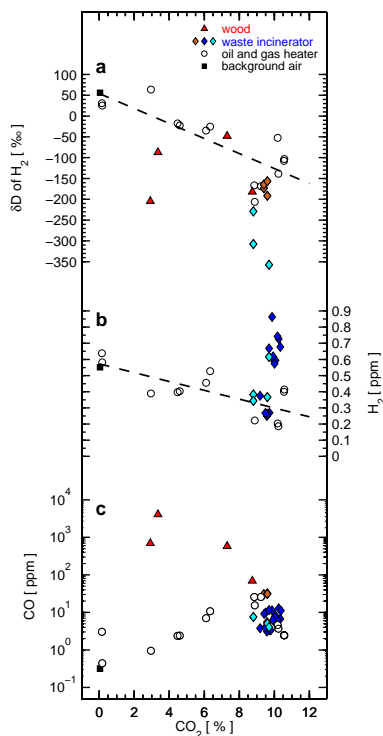 wood
waste incinerator
oil and gas heater
background air
a
100
50
0
−50
−100
−150
−200
−250
−300
−350
δD of H2 [ ‰ ]
b
0.9
0.8
0.7
0.6
0.5
0.4
0.3
0.2
0.1
0
H2 [ ppm ]
c
10^4
10^3
10^2
10^1
10^0
10^−1
CO [ ppm ]
0 2 4 6 8 10 12
CO2 [ % ]